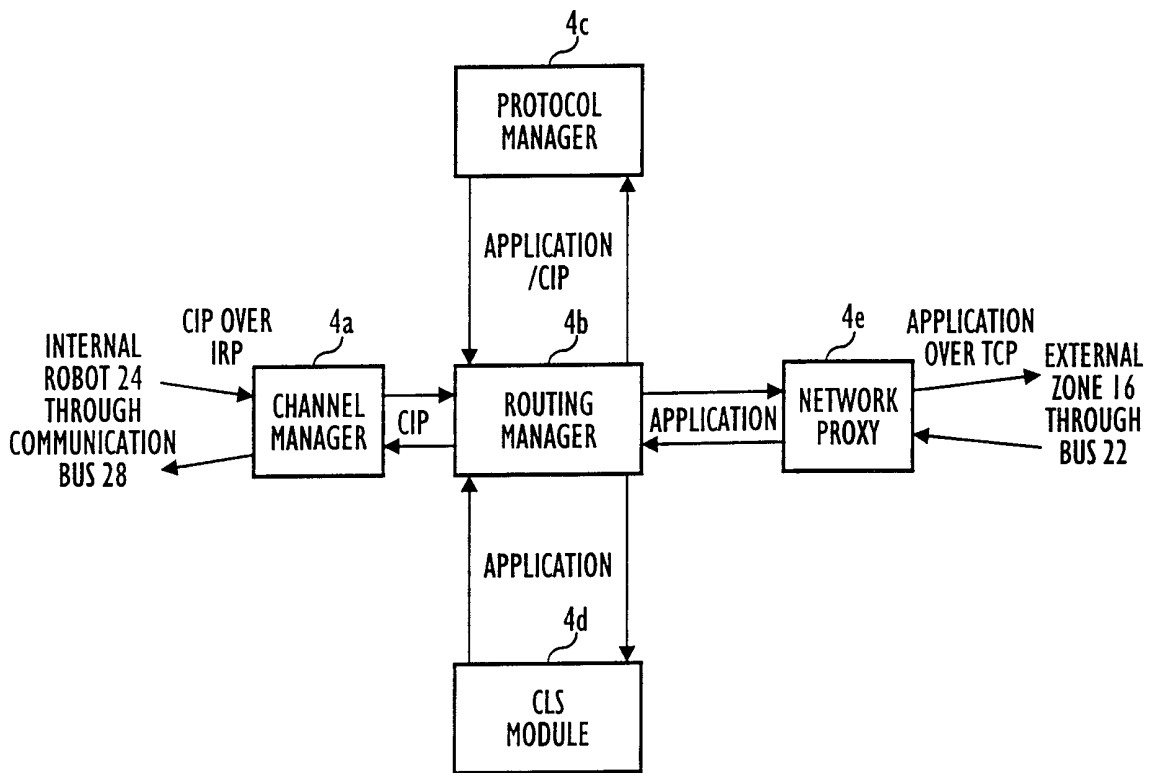 4c
PROTOCOL
MANAGER
APPLICATION
/CIP
CIP OVER
IRP
4a
4b
4e
APPLICATION
OVER TCP
INTERNAL
ROBOT 24
THROUGH
COMMUNICATION
BUS 28
CHANNEL
MANAGER
CIP
ROUTING
MANAGER
APPLICATION
NETWORK
PROXY
EXTERNAL
ZONE 16
THROUGH
BUS 22
APPLICATION
4d
CLS
MODULE